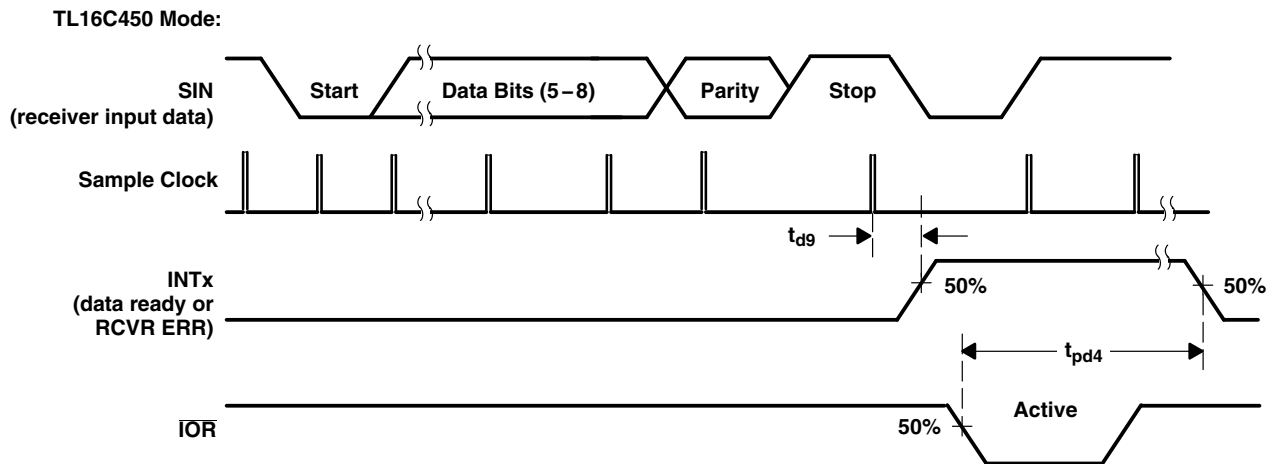 TL16C450 Mode:
SIN
(receiver input data)
Start
Data Bits (5–8)
Parity
Stop
Sample Clock
td9
INTx
(data ready or
RCVR ERR)
50%
50%
tpd4
IOR
50%
Active